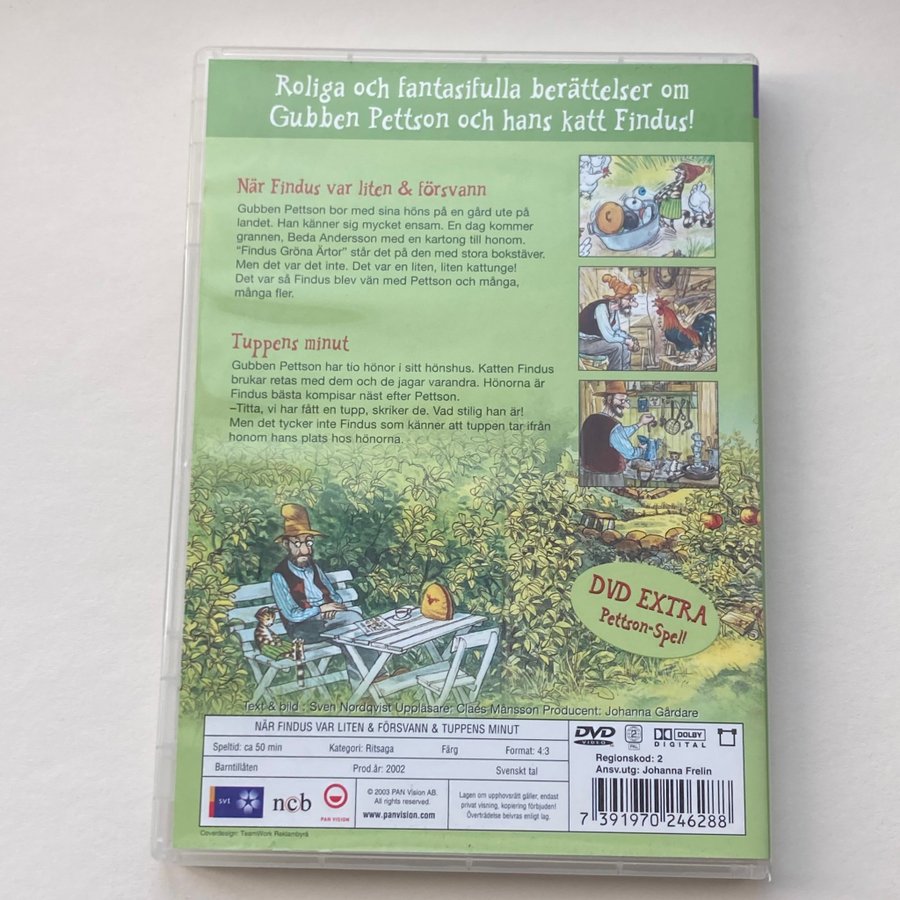 Roliga och fantasifulla berättelser om
Gubben Pettson och hans katt Findus!
När Findus var liten & försvann
Gubben Pettson bor med sina höns på en gård ute på
landet. Han känner sig mycket ensam. En dag kommer
grannen, Beda Andersson med en kartong till honom.
"Findus Gröna Ärtor" står det på den med stora bokstäver.
Men det var det inte. Det var en liten, liten kattunge!
Det var så Findus blev vän med Pettson och många,
många fler.
Tuppens minut
Gubben Pettson har tio hönor i sitt hönshus. Katten Findus
brukar retas med dem och de jagar varandra. Hönorna är
Findus bästa kompisar näst efter Pettson.
–Titta, vi har fått en tupp, skriker de. Vad stilig han är!
Men det tycker inte Findus som känner att tuppen tar ifrån
honom hans plats hos hönorna.
DVD EXTRA
Pettson-Spel!
Text & bild : Sven Nordqvist Uppläsare: Claes Månsson Producent: Johanna Gårdare
NÄR FINDUS VAR LITEN & FÖRSVANN & TUPPENS MINUT
Speltid: ca 50 min Kategori: Ritsaga Färg Format: 4:3
Barntillåten Prod.år: 2002 Svenskt tal
SVT ncb PAN VISION
© 2003 PAN Vision AB.
All rights reserved.
www.panvision.com
Lagen om upphovsrätt gäller, endast
privat visning, kopiering förbjuden!
Överträdelse beivras enligt lag.
DVD VIDEO 2 PAL DOLBY DIGITAL
Regionskod: 2
Ansv.utg: Johanna Frelin
7 391970 246288
Coverdesign: TeamWork Reklambyrå